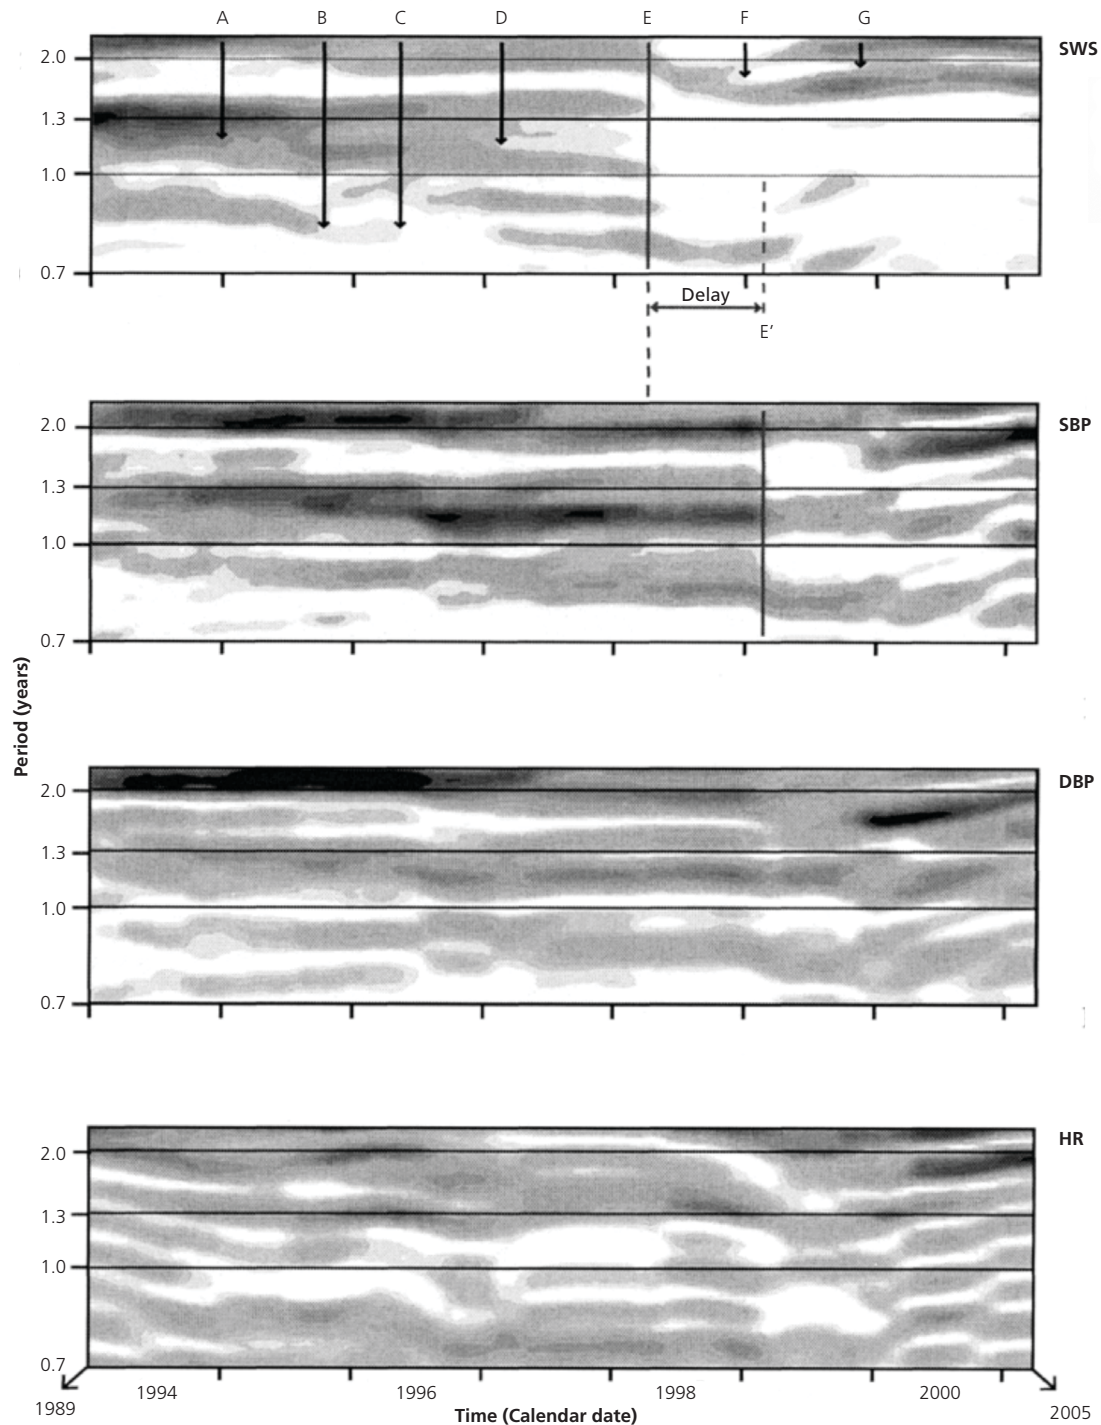 A B C D E F G
2.0 SWS
1.3
1.0
0.7
Delay
E’
2.0 SBP
1.3
1.0
0.7
Period (years)
2.0 DBP
1.3
1.0
0.7
2.0 HR
1.3
1.0
0.7
1994 1996 1998 2000
1989 2005
Time (Calendar date)